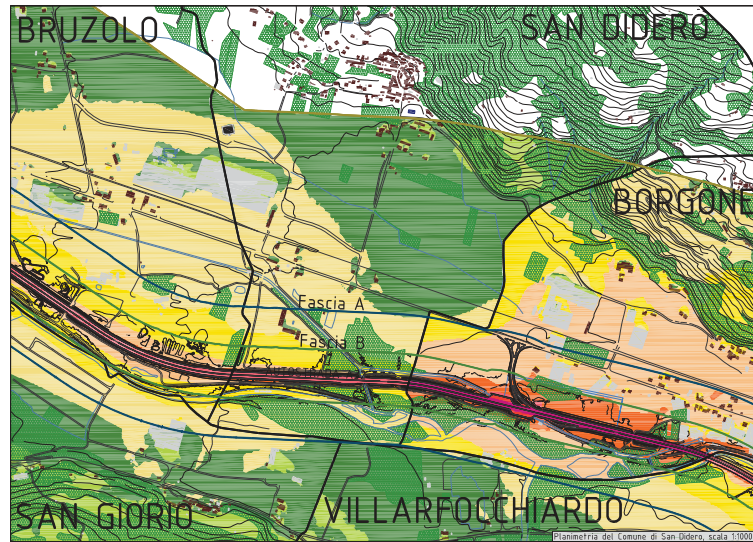 BRUZOLO
SAN DIDERO
BORGONE
Fascia A
Fascia B
SAN GIORIO
VILLARFOCCHIARDO
Planimetria del Comune di San Didero, scala 1:1000